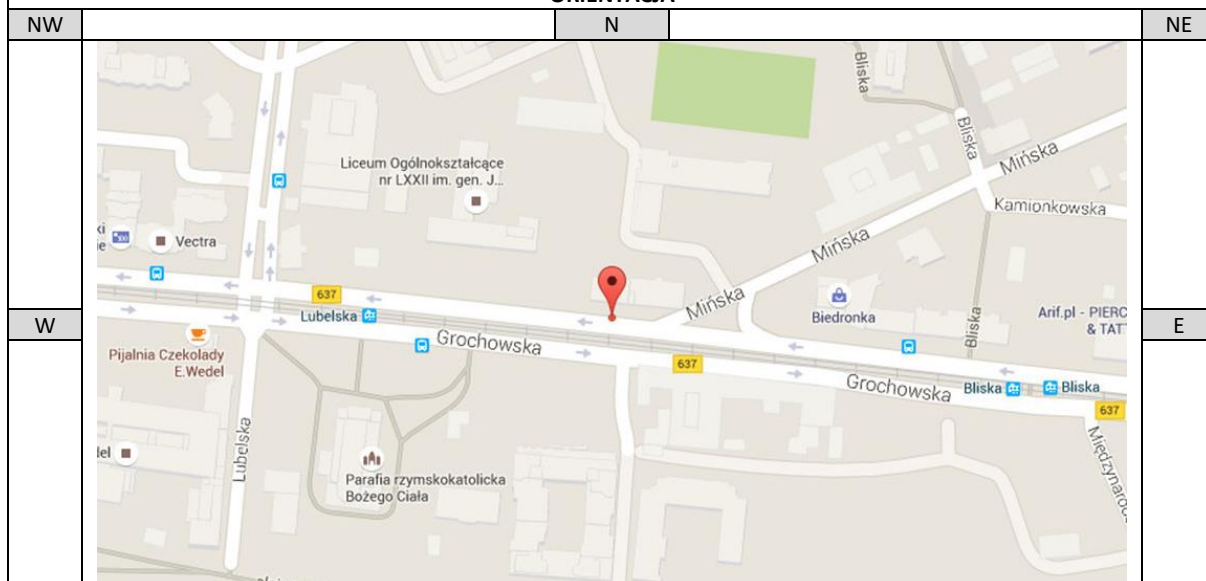 NW
N
NE
Bliska
Bliska
Mińska
Liceum Ogólnokształcące
nr LXXII im. gen. J...
Kamionkowska
Vectra
Mińska
637
Mińska
Biedronka
Bliska
Arif.pl - PIERC
& TAT
W
E
Lubelska
Grochowska
Pijalnia Czekolady
E.Wedel
637
Grochowska
Bliska
Bliska
637
Lubelska
Parafia rzymskokatolicka
Bożego Ciała
Międzynarod